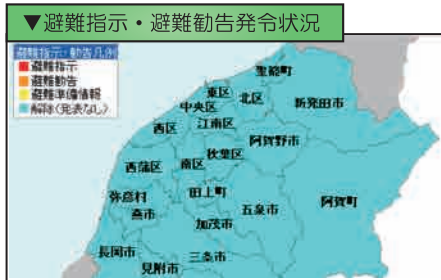 ▼避難指示・避難勧告発令状況
避難指示・勧告凡例
避難指示
避難勧告
避難準備情報
解除(発表なし)
聖籠町
東区
北区
新発田市
中央区
江南区
西区
阿賀野市
秋葉区
西蒲区
南区
弥彦村
田上町
阿賀町
五泉市
燕市
加茂市
長岡市
三条市
見附市